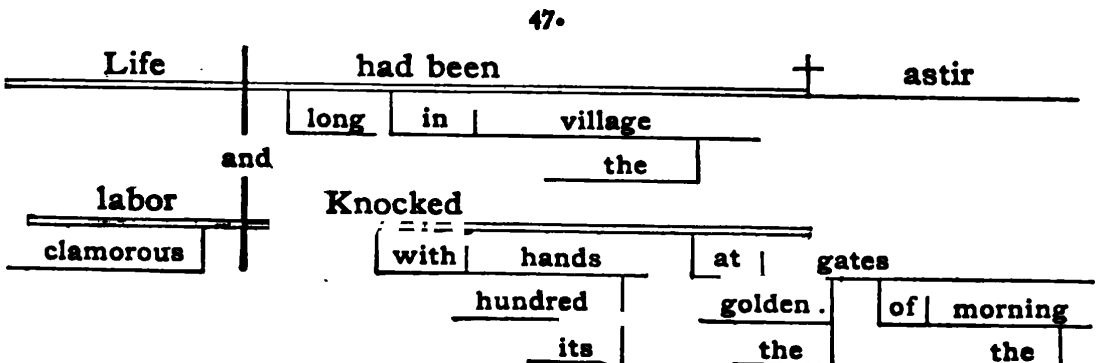 47.
Life had been astir
long in village
the
and
labor Knocked
clamorous with hands at gates
hundred golden. of morning
its the the